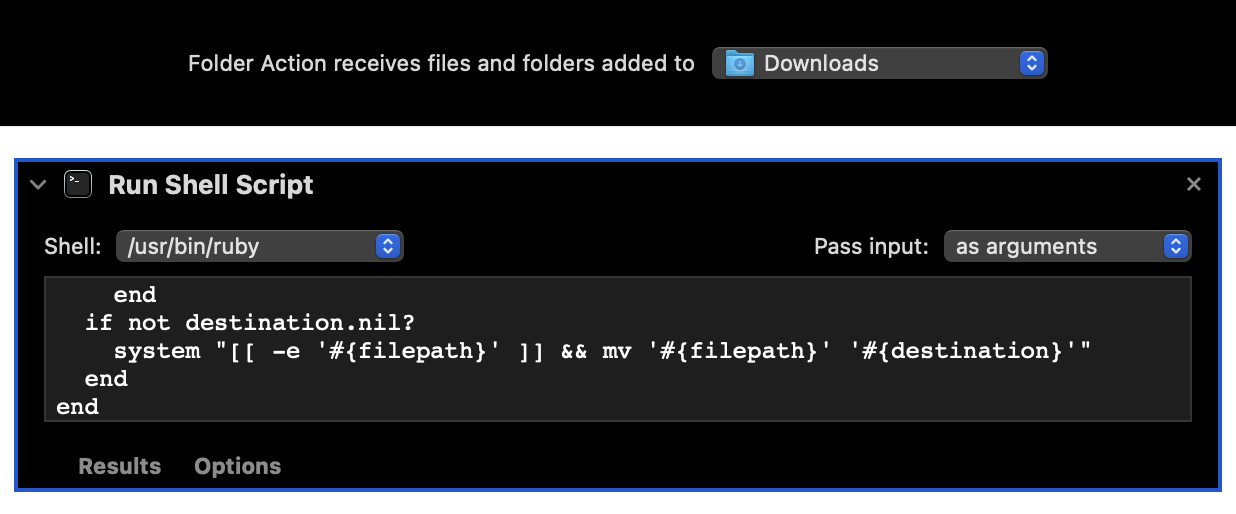 Folder Action receives files and folders added to Downloads
Run Shell Script
Shell: /usr/bin/ruby Pass input: as arguments
end
if not destination.nil?
system "[[ -e '#{filepath}' ]] && mv '#{filepath}' '#{destination}'"
end
end
Results Options